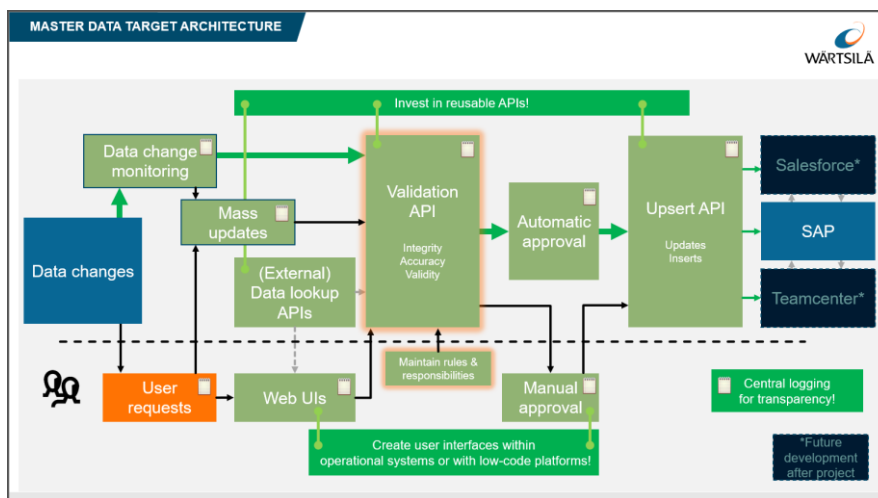 MASTER DATA TARGET ARCHITECTURE
WÄRTSILÄ
Invest in reusable APIs!
Data change
monitoring
Mass
updates
Data changes
(External)
Data lookup
APIs
Validation
API
Integrity
Accuracy
Validity
Automatic
approval
Upsert API
Updates
Inserts
Salesforce*
SAP
Teamcenter*
Maintain rules &
responsibilities
User
requests
Web UIs
Manual
approval
Central logging
for transparency!
Create user interfaces within
operational systems or with low-code platforms!
*Future
development
after project